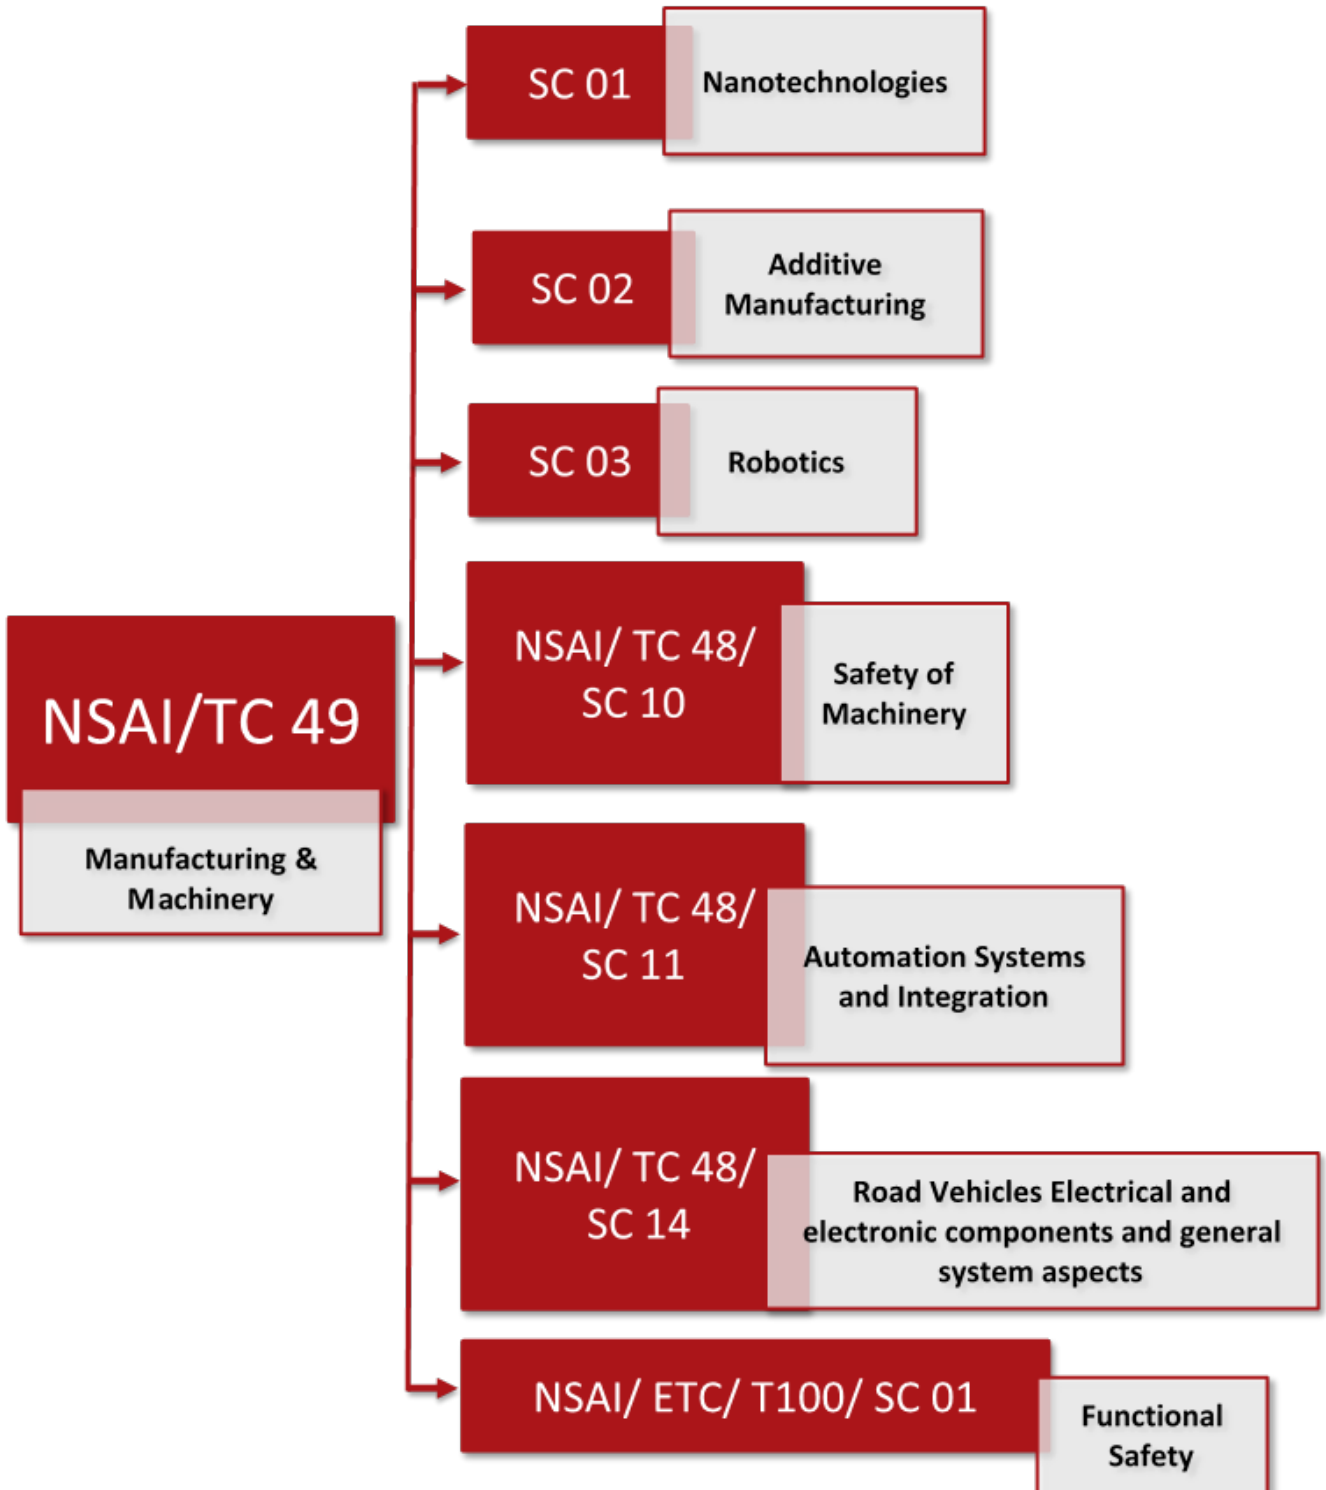 SC 01
Nanotechnologies
SC 02
Additive
Manufacturing
SC 03
Robotics
NSAI/ TC 48/
SC 10
Safety of
Machinery
NSAI/TC 49
Manufacturing &
Machinery
NSAI/ TC 48/
SC 11
Automation Systems
and Integration
NSAI/ TC 48/
SC 14
Road Vehicles Electrical and
electronic components and general
system aspects
NSAI/ ETC/ T100/ SC 01
Functional
Safety